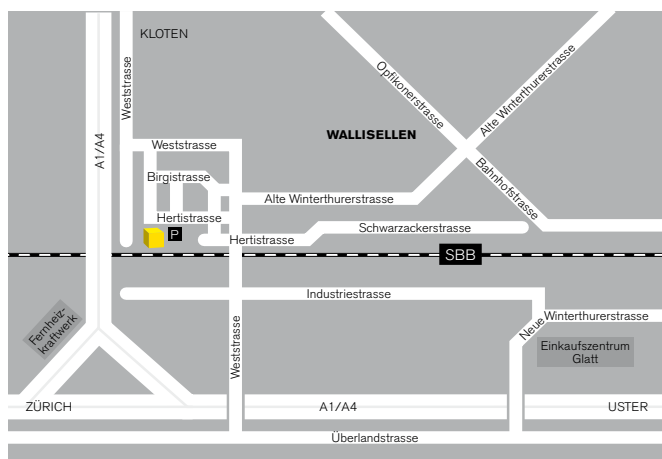 KLOTEN
Weststrasse
A1/A4
Opfikonerstrasse
Alte Winterthurerstrasse
WALLISELLEN
Weststrasse
Birgistrasse
Bahnhofstrasse
Alte Winterthurerstrasse
Hertistrasse
P
Schwarzackerstrasse
Hertistrasse
SBB
Industriestrasse
Fernheiz-
kraftwerk
Weststrasse
Neue Winterthurerstrasse
Einkaufszentrum
Glatt
ZÜRICH
A1/A4
USTER
Überlandstrasse